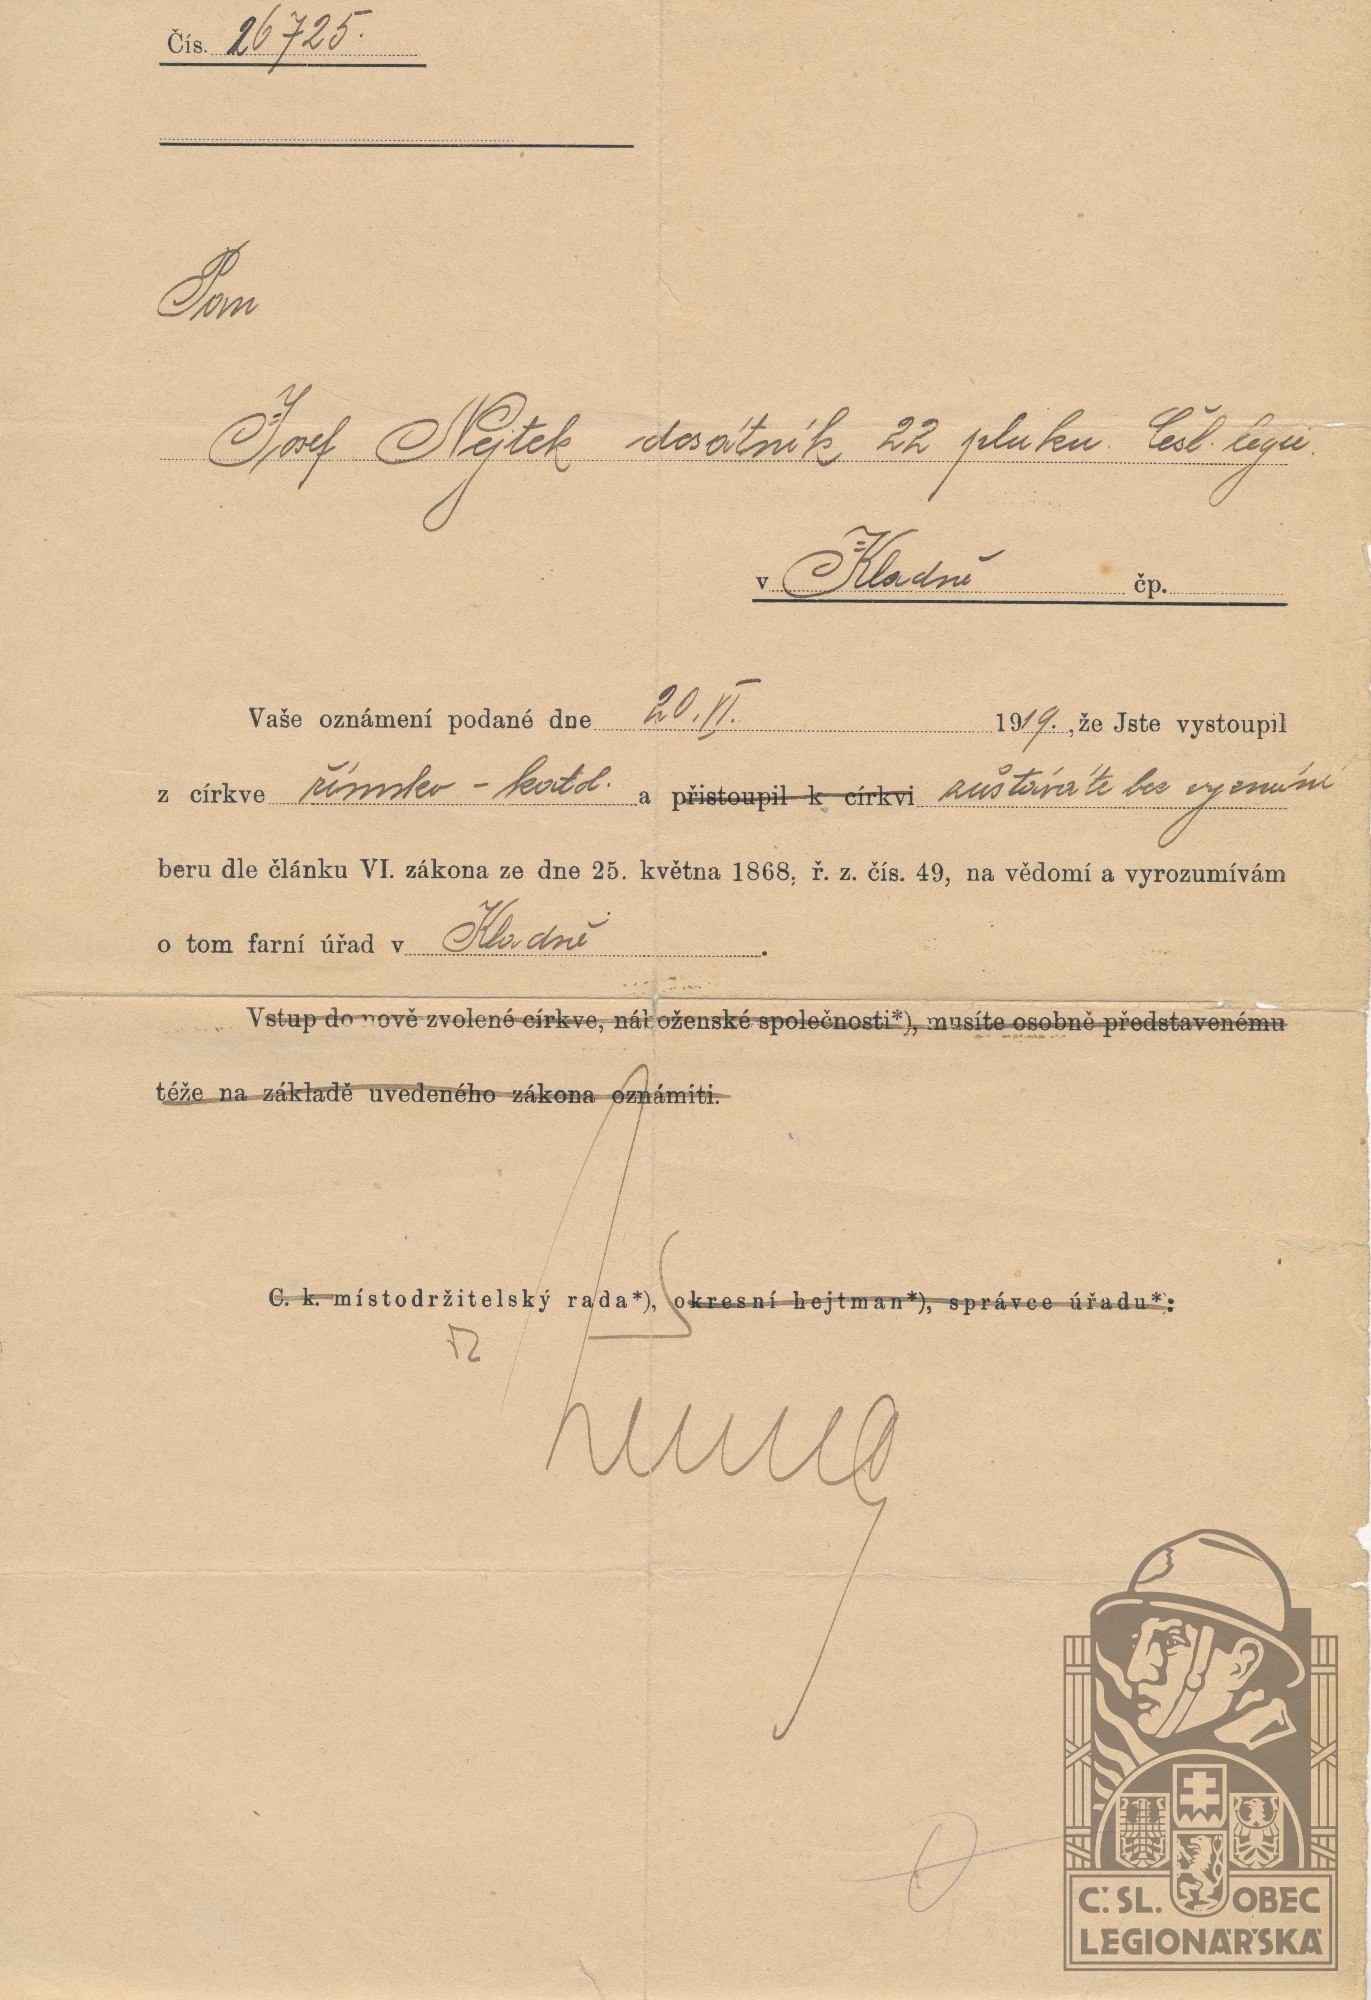 Čís. 26725.
Pan
Josef Nejtek desátník 22 pluku Česl. legie.
v Kladně čp.
Vaše oznámení podané dne 20. VI. 1919. , že Jste vystoupil
z církve římsko - katol. a přistoupil k církvi zůstáváte bez vyznání
beru dle článku VI. zákona ze dne 25. května 1868, ř. z. čís. 49, na vědomí a vyrozumívám
o tom farní úřad v Kladně.
Vstup do nově zvolené církve, náboženské společnosti*), musíte osobně představenému
téže na základě uvedeného zákona oznámiti.
C. k. místodržitelský rada*), okresní hejtman*), správce úřadu*):
Č. SL. OBEC
LEGIONÁŘSKÁ